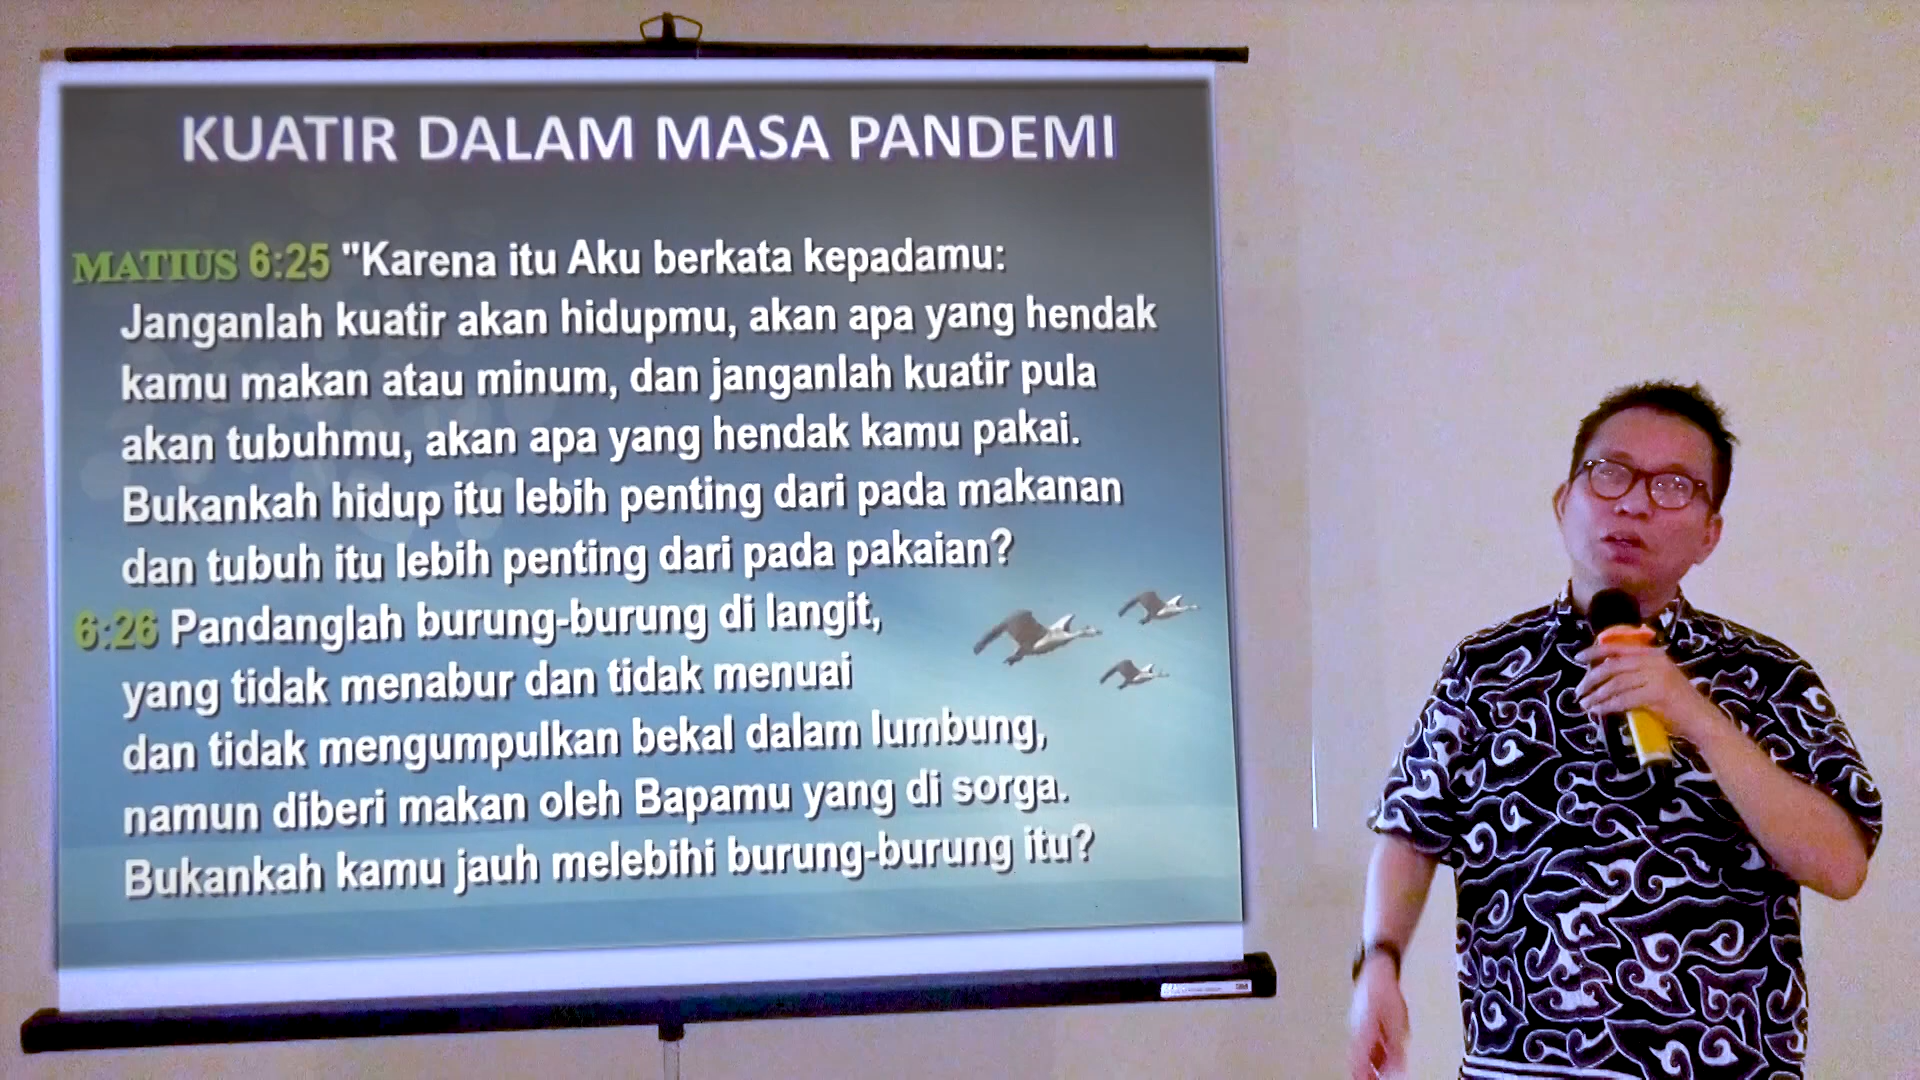 KUATIR DALAM MASA PANDEMI
MATIUS 6:25 "Karena itu Aku berkata kepadamu:
Janganlah kuatir akan hidupmu, akan apa yang hendak
kamu makan atau minum, dan janganlah kuatir pula
akan tubuhmu, akan apa yang hendak kamu pakai.
Bukankah hidup itu lebih penting dari pada makanan
dan tubuh itu lebih penting dari pada pakaian?
6:26 Pandanglah burung-burung di langit,
yang tidak menabur dan tidak menuai
dan tidak mengumpulkan bekal dalam lumbung,
namun diberi makan oleh Bapamu yang di sorga.
Bukankah kamu jauh melebihi burung-burung itu?